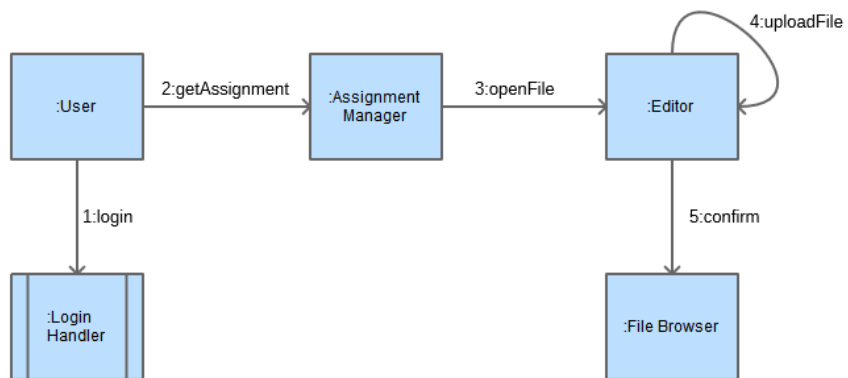 4:uploadFile
:User
2:getAssignment
:Assignment
Manager
3:openFile
:Editor
1:login
5:confirm
:Login
Handler
:File Browser